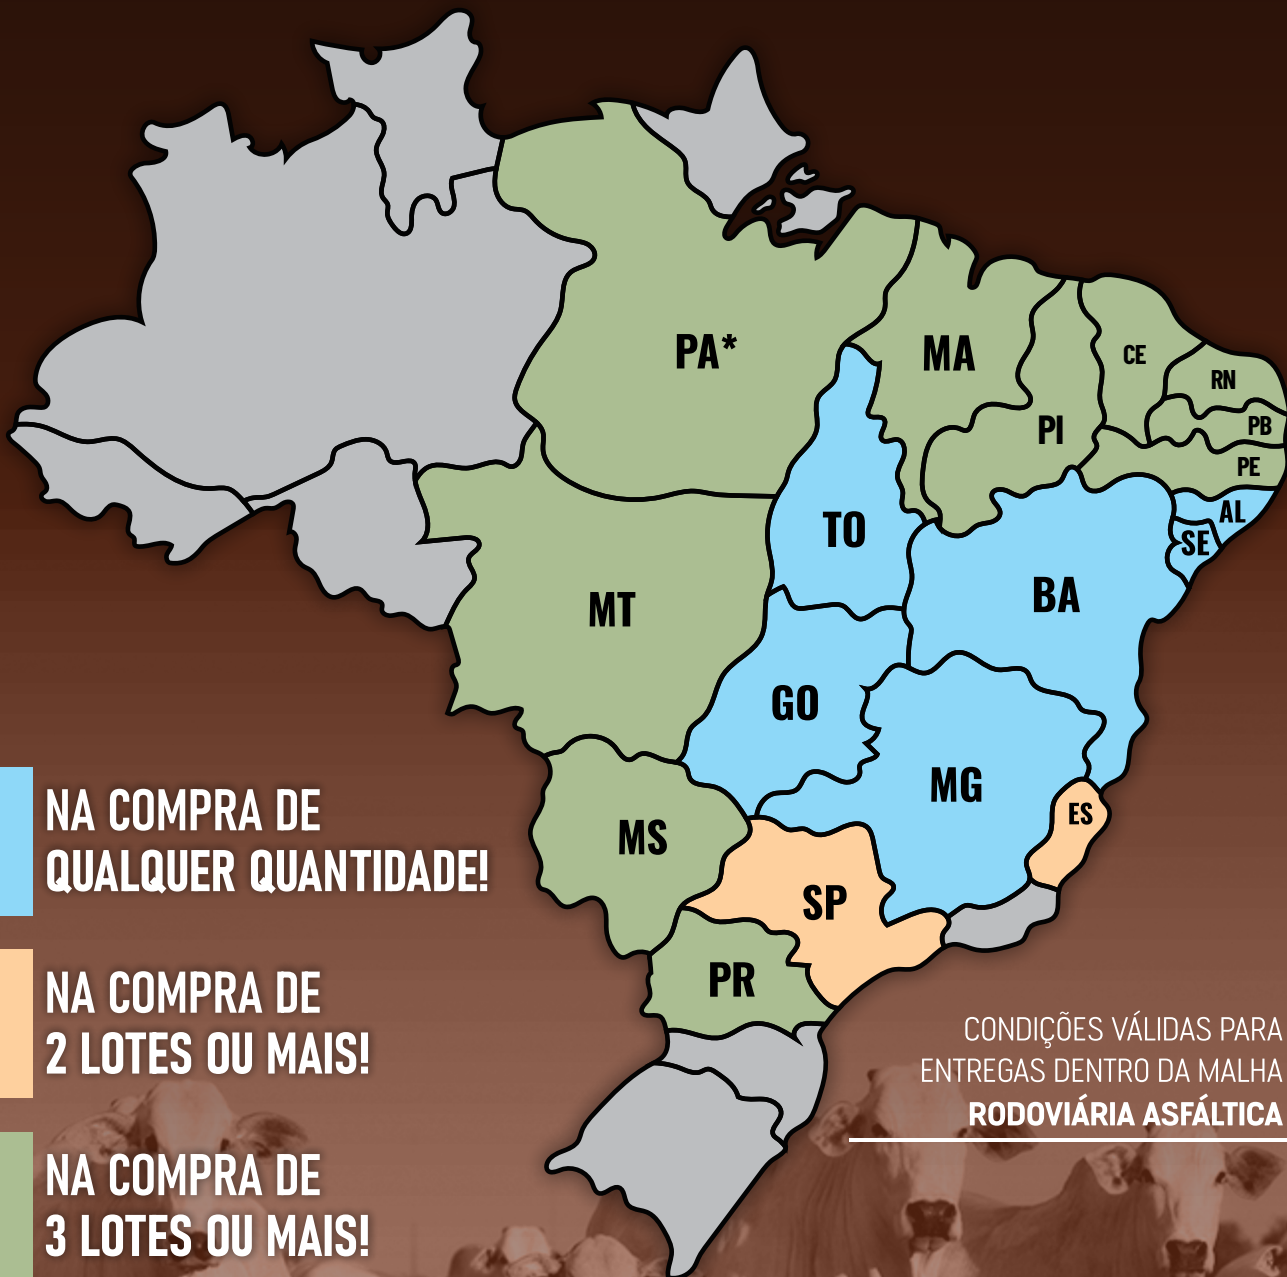 PA*
MA
CE
RN
PI
PB
PE
AL
TO
SE
BA
MT
GO
MG
ES
MS
SP
PR
NA COMPRA DE
QUALQUER QUANTIDADE!
NA COMPRA DE
2 LOTES OU MAIS!
NA COMPRA DE
3 LOTES OU MAIS!
CONDIÇÕES VÁLIDAS PARA
ENTREGAS DENTRO DA MALHA
RODOVIÁRIA ASFÁLTICA